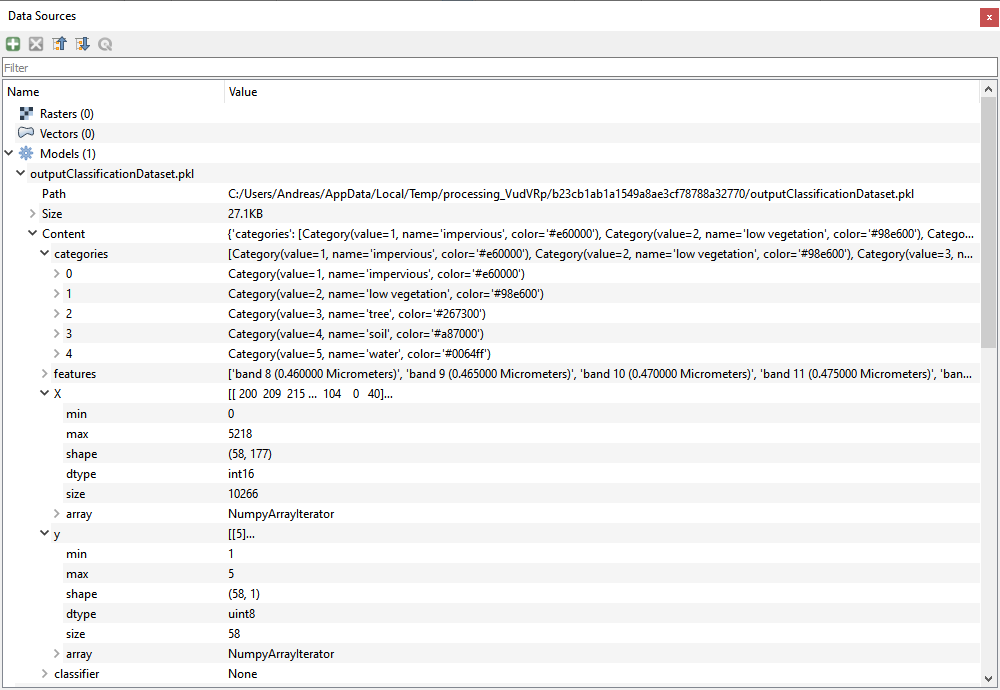 Data Sources
x
Filter
Name Value
Rasters (0)
Vectors (0)
Models (1)
outputClassificationDataset.pkl
Path C:/Users/Andreas/AppData/Local/Temp/processing_VudVRp/b23cb1ab1a1549a8ae3cf78788a32770/outputClassificationDataset.pkl
Size 27.1KB
Content {'categories': [Category(value=1, name='impervious', color='#e60000'), Category(value=2, name='low vegetation', color='#98e600'), Catego...
categories [Category(value=1, name='impervious', color='#e60000'), Category(value=2, name='low vegetation', color='#98e600'), Category(value=3, n...
0 Category(value=1, name='impervious', color='#e60000')
1 Category(value=2, name='low vegetation', color='#98e600')
2 Category(value=3, name='tree', color='#267300')
3 Category(value=4, name='soil', color='#a87000')
4 Category(value=5, name='water', color='#0064ff')
features ['band 8 (0.460000 Micrometers)', 'band 9 (0.465000 Micrometers)', 'band 10 (0.470000 Micrometers)', 'band 11 (0.475000 Micrometers)', 'ban...
X [[ 200 209 215 ... 104 0 40]...
min 0
max 5218
shape (58, 177)
dtype int16
size 10266
array NumpyArrayIterator
y [[5]...
min 1
max 5
shape (58, 1)
dtype uint8
size 58
array NumpyArrayIterator
classifier None